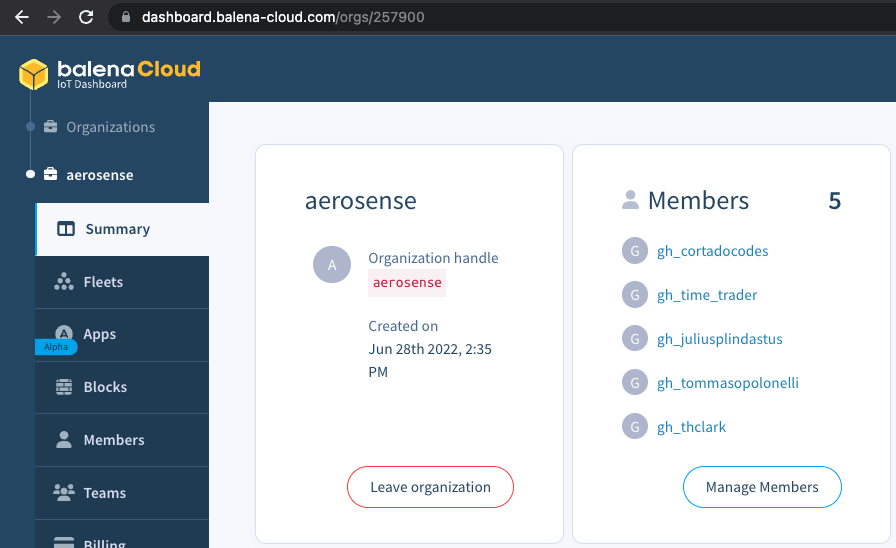 dashboard.balena-cloud.com/orgs/257900
balenaCloud
IoT Dashboard
Organizations
aerosense
Summary
Fleets
A
Apps
Alpha
Blocks
Members
Teams
Billing
aerosense
A
Organization handle
aerosense
Created on
Jun 28th 2022, 2:35
PM
Leave organization
Members 5
G gh_cortadocodes
G gh_time_trader
G gh_juliusplindastus
G gh_tommasopolonelli
G gh_thclark
Manage Members